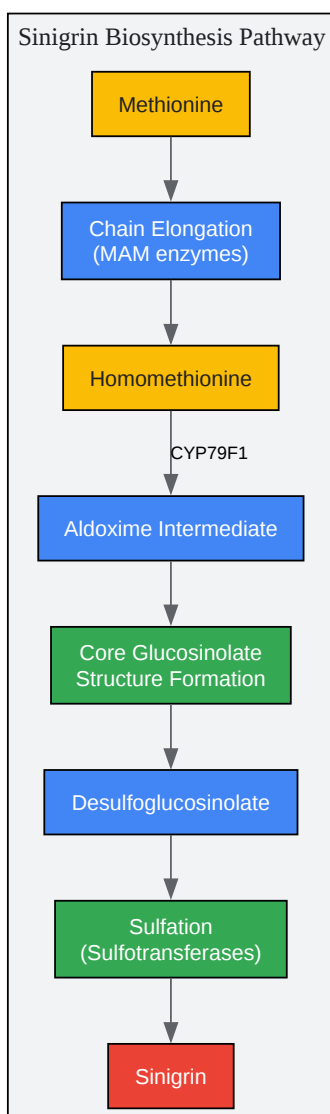 Sinigrin Biosynthesis Pathway
Methionine
Chain Elongation
(MAM enzymes)
Homomethionine
CYP79F1
Aldoxime Intermediate
Core Glucosinolate
Structure Formation
Desulfoglucosinolate
Sulfation
(Sulfotransferases)
Sinigrin